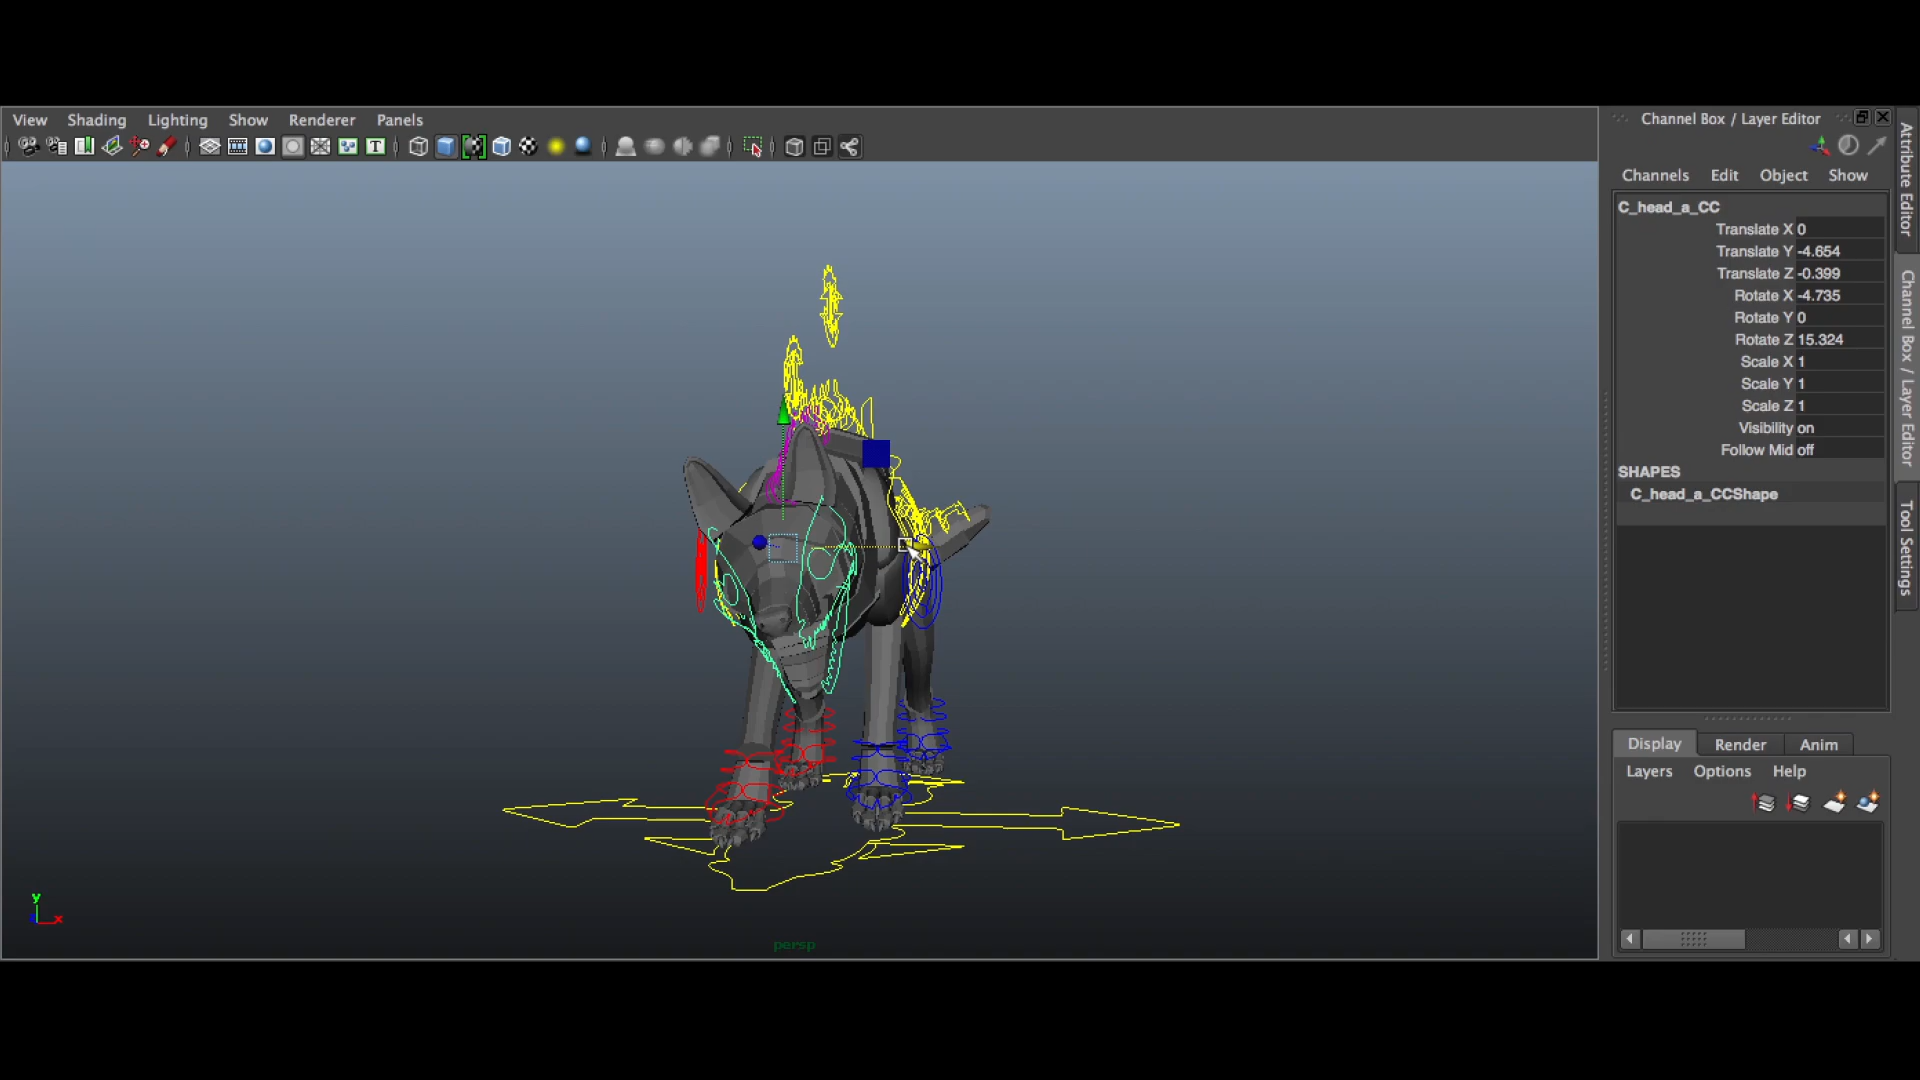 View Shading Lighting Show Renderer Panels
T
Channel Box / Layer Editor
Channels Edit Object Show
C_head_a_CC
Translate X 0
Translate Y -4.654
Translate Z -0.399
Rotate X -4.735
Rotate Y 0
Rotate Z 15.324
Scale X 1
Scale Y 1
Scale Z 1
Visibility on
Follow Mid off
SHAPES
C_head_a_CCShape
Display Render Anim
Layers Options Help
Attribute Editor
Channel Box / Layer Editor
Tool Settings
y
x
persp